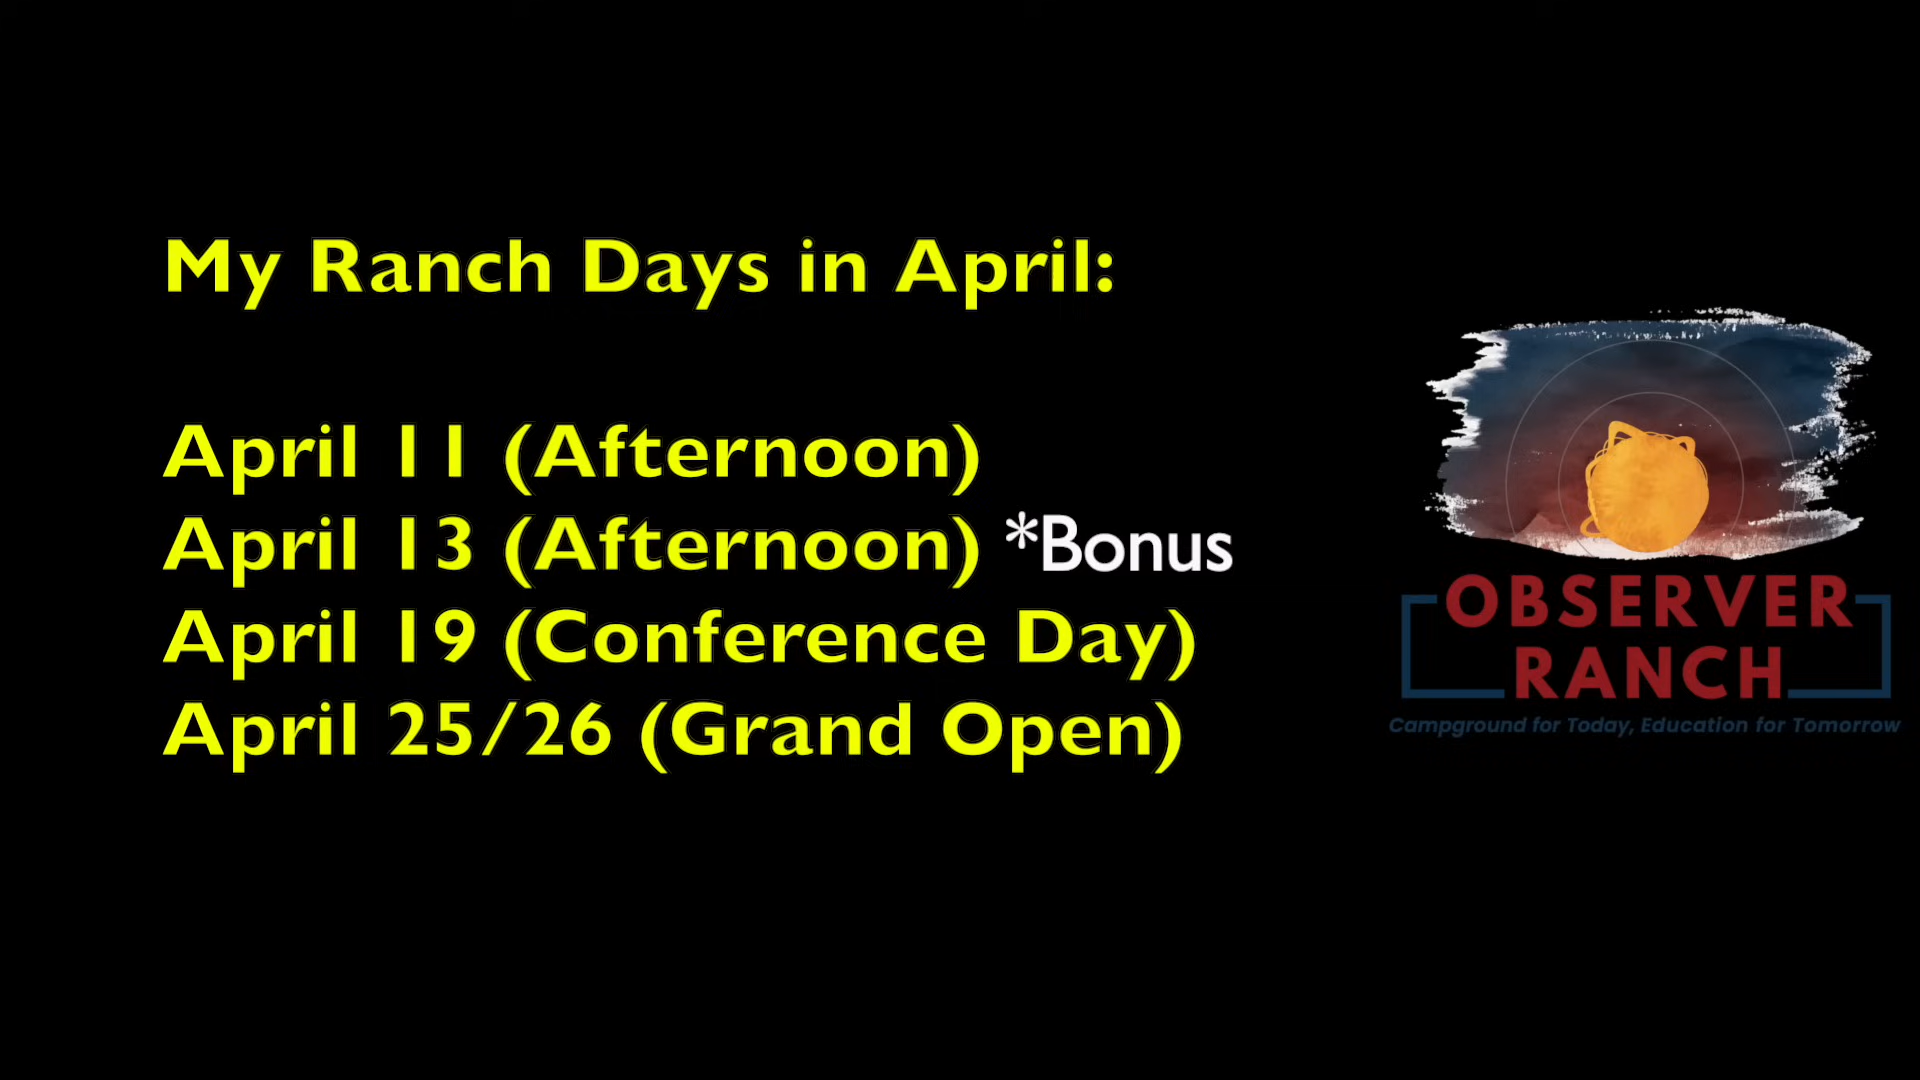 My Ranch Days in April:
April 11 (Afternoon)
April 13 (Afternoon) *Bonus
April 19 (Conference Day)
April 25/26 (Grand Open)
OBSERVER
RANCH
Campground for Today, Education for Tomorrow